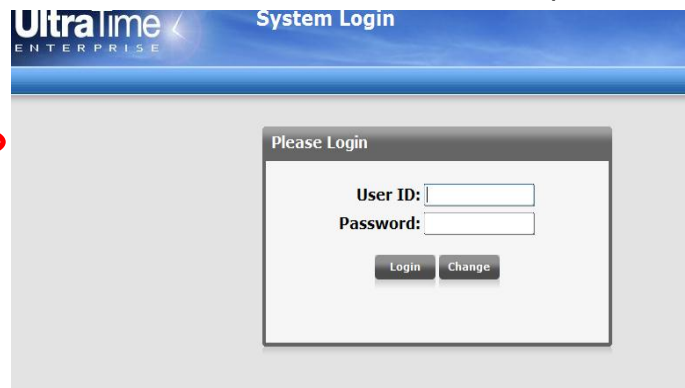 UltraTime
ENTERPRISE
System Login
Please Login
User ID:
Password:
Login Change